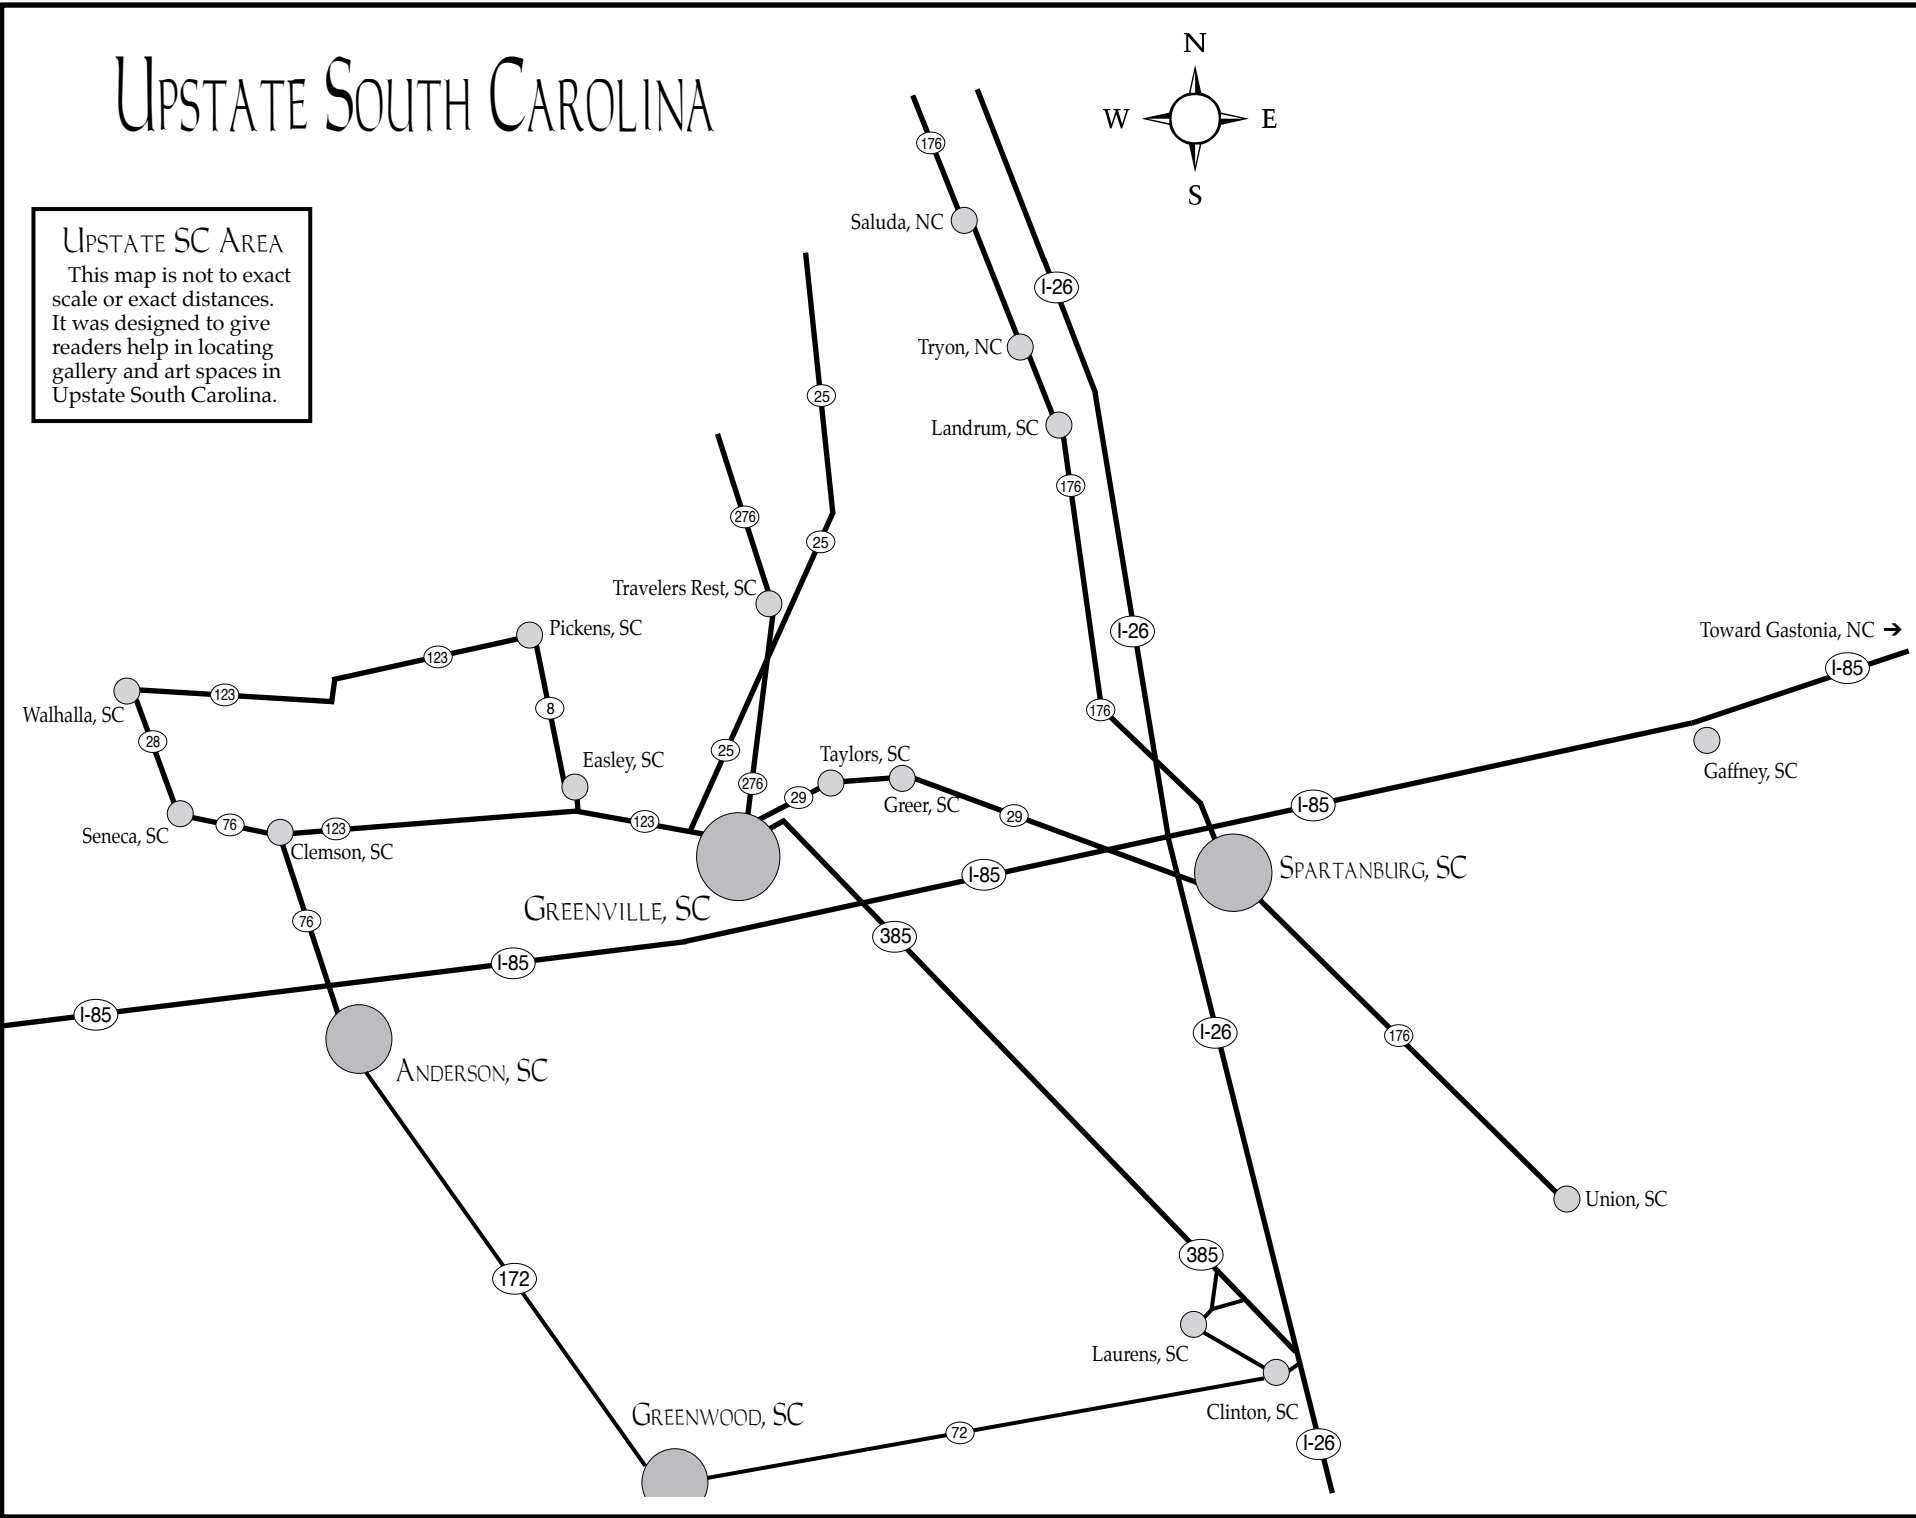 UPSTATE SOUTH CAROLINA
N
W
E
S
176
Saluda, NC
UPSTATE SC AREA
This map is not to exact
scale or exact distances.
It was designed to give
readers help in locating
gallery and art spaces in
Upstate South Carolina.
I-26
Tryon, NC
25
Landrum, SC
176
276
25
Travelers Rest, SC
Pickens, SC
123
I-26
Toward Gastonia, NC ➔
I-85
123
Walhalla, SC
8
176
28
25
Easley, SC
Taylors, SC
Gaffney, SC
276
29
Greer, SC
I-85
29
Seneca, SC
76
123
123
Clemson, SC
I-85
SPARTANBURG, SC
GREENVILLE, SC
76
385
I-85
I-85
I-26
176
ANDERSON, SC
Union, SC
385
172
Laurens, SC
Clinton, SC
GREENWOOD, SC
72
I-26